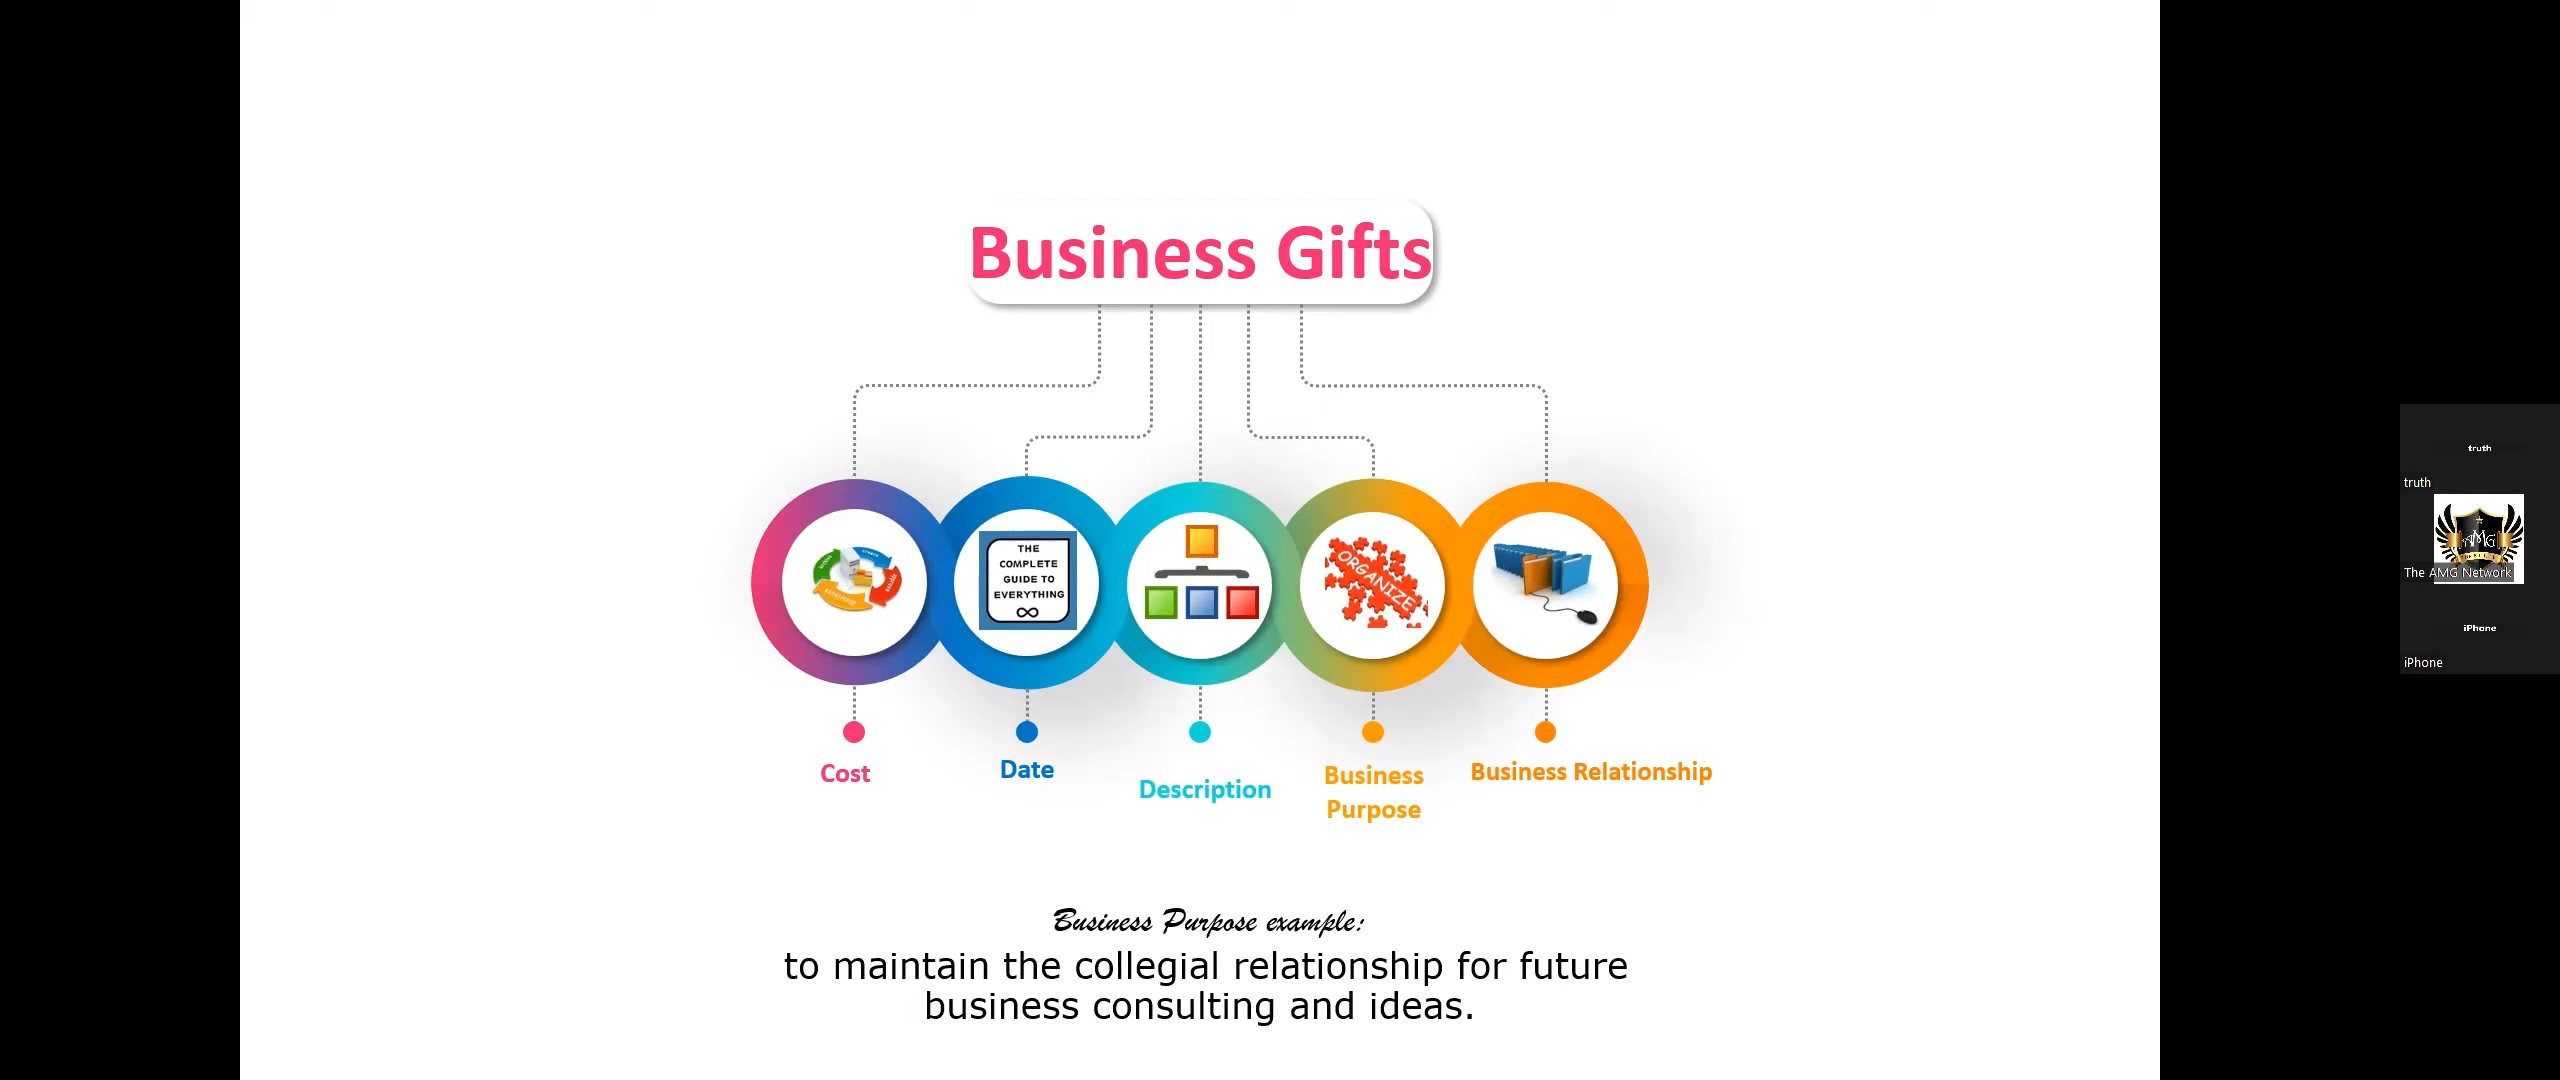 Business Gifts
THE
COMPLETE
GUIDE TO
EVERYTHING
ORGANIZE
Cost
Date
Description
Business
Purpose
Business Relationship
Business Purpose example:
to maintain the collegial relationship for future
business consulting and ideas.
truth
truth
AMG
The AMG Network
iPhone
iPhone